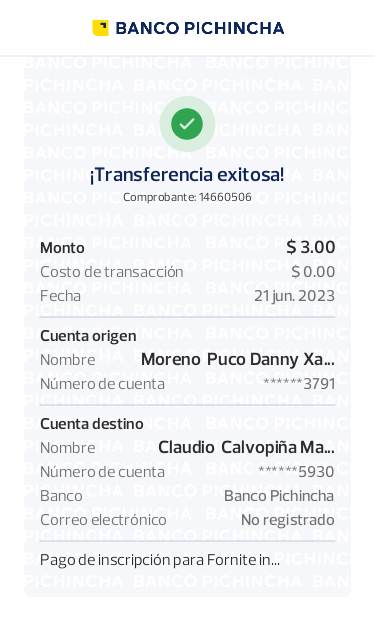 BANCO PICHINCHA
¡Transferencia exitosa!
Comprobante: 14660506
Monto $ 3.00
Costo de transacción $ 0.00
Fecha 21 jun. 2023
Cuenta origen
Nombre Moreno Puco Danny Xa...
Número de cuenta ******3791
Cuenta destino
Nombre Claudio Calvopiña Ma...
Número de cuenta ******5930
Banco Banco Pichincha
Correo electrónico No registrado
Pago de inscripción para Fornite in...